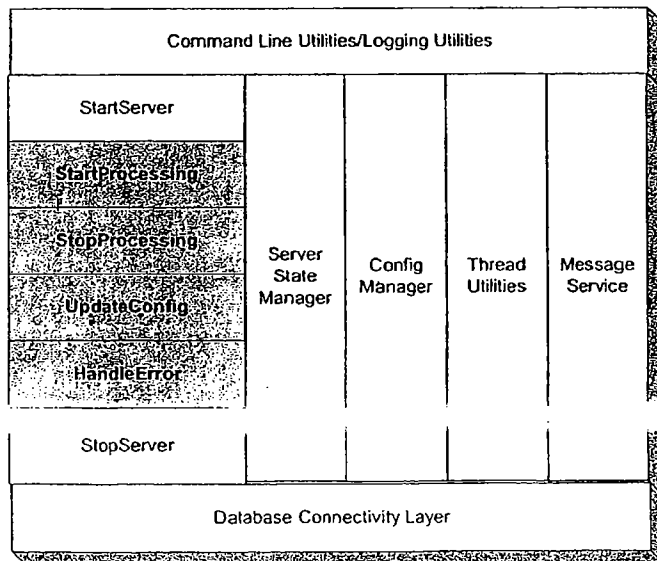 Command Line Utilities/Logging Utilities
StartServer
StartProcessing
StopProcessing
UpdateConfig
HandleError
StopServer
Server
State
Manager
Config
Manager
Thread
Utilities
Message
Service
Database Connectivity Layer